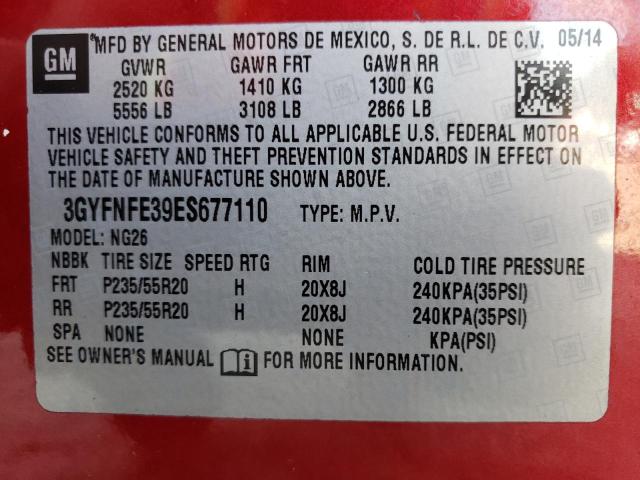 GM
MFD BY GENERAL MOTORS DE MEXICO, S. DE R.L. DE C.V. 05/14
GVWR GAWR FRT GAWR RR
2520 KG 1410 KG 1300 KG
5556 LB 3108 LB 2866 LB
THIS VEHICLE CONFORMS TO ALL APPLICABLE U.S. FEDERAL MOTOR
VEHICLE SAFETY AND THEFT PREVENTION STANDARDS IN EFFECT ON
THE DATE OF MANUFACTURE SHOWN ABOVE.
3GYFNFE39ES677110 TYPE: M.P.V.
MODEL: NG26
NBBK TIRE SIZE SPEED RTG RIM COLD TIRE PRESSURE
FRT P235/55R20 H 20X8J 240KPA(35PSI)
RR P235/55R20 H 20X8J 240KPA(35PSI)
SPA NONE NONE KPA(PSI)
SEE OWNER'S MANUAL FOR MORE INFORMATION.